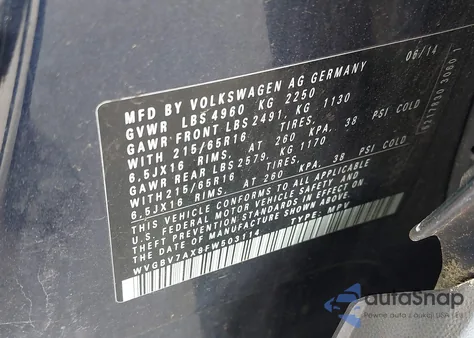 MFD BY VOLKSWAGEN AG GERMANY 06/14
GVWR LBS 4960 KG 2250
GAWR FRONT LBS 2491, KG 1130
WITH 215/65R16 TIRES,
6.5JX16 RIMS, AT 260 KPA, 38 PSI COLD
GAWR REAR LBS 2579, KG 1170
WITH 215/65R16 TIRES,
6.5JX16 RIMS, AT 260 KPA, 38 PSI COLD
THIS VEHICLE CONFORMS TO ALL APPLICABLE
U.S. FEDERAL MOTOR VEHICLE SAFETY AND
THEFT PREVENTION STANDARDS IN EFFECT ON
THE DATE OF MANUFACTURE SHOWN ABOVE.
WVGBV7AX8FW503114 TYPE: MPV
autoSnap